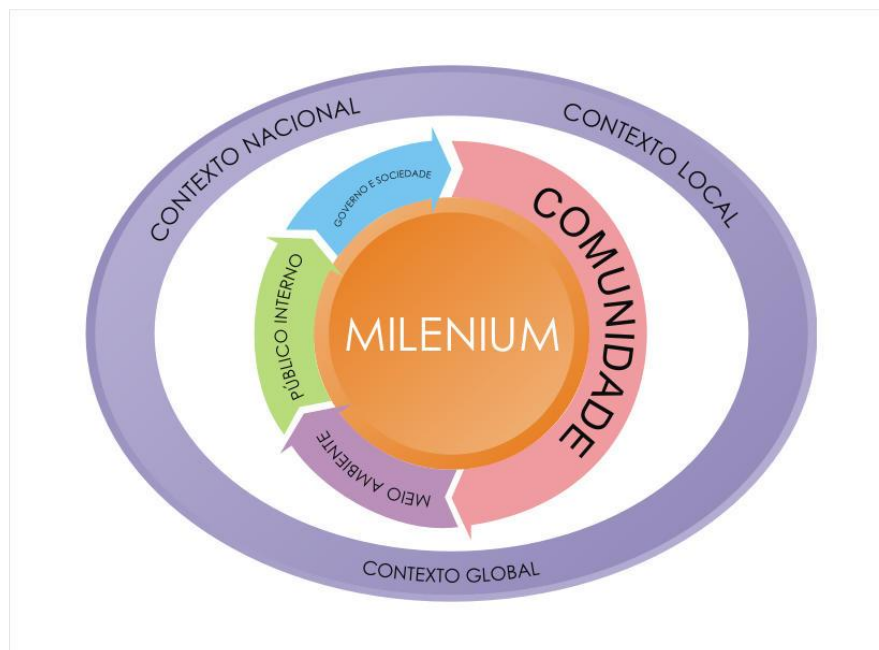 CONTEXTO NACIONAL
CONTEXTO LOCAL
GOVERNO E SOCIEDADE
COMUNIDADE
PÚBLICO INTERNO
MILENIUM
MEIO AMBIENTE
CONTEXTO GLOBAL